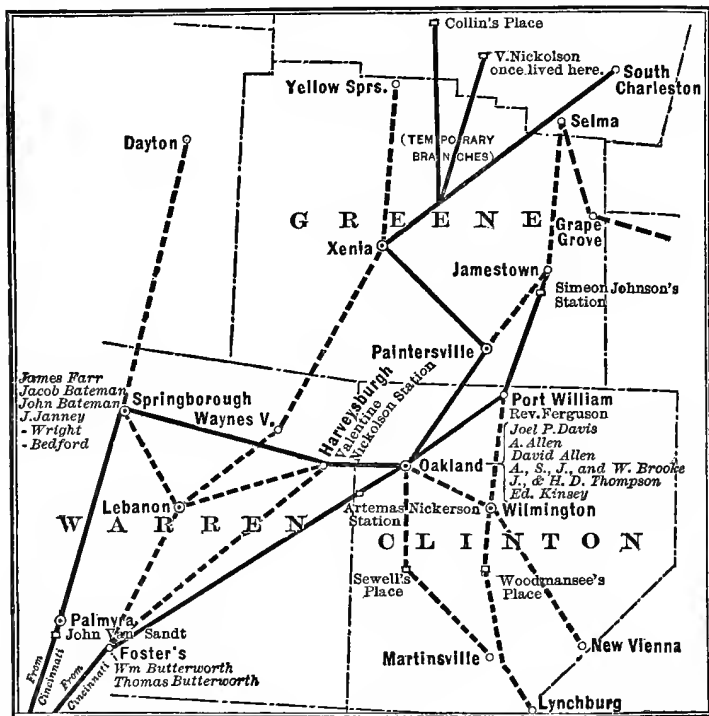 Collin's Place
V. Nickolson
once lived here.
South
Charleston
Yellow Sprs.
Selma
Dayton
(TEMPORARY
BRANCHES)
GREENE
Grape
Grove
Xenia
Jamestown
Simeon Johnson's
Station
Paintersville
James Farr
Jacob Bateman
John Bateman
J. Janney
- Wright
- Bedford
Springborough
Waynes V.
Harveysburgh
Valentine
Nickolson Station
Port William
Rev. Ferguson
Joel P. Davis
A. Allen
David Allen
A., S., J., and W. Brooke
J., & H. D. Thompson
Ed. Kinsey
Oakland
Lebanon
Artemas Nickerson
Station
Wilmington
WARREN
CLINTON
Sewell's
Place
Woodmansee's
Place
Palmyra
John Van Sandt
From
Cincinnati
From
Cincinnati
Foster's
Wm Butterworth
Thomas Butterworth
Martinsville
New Vienna
Lynchburg